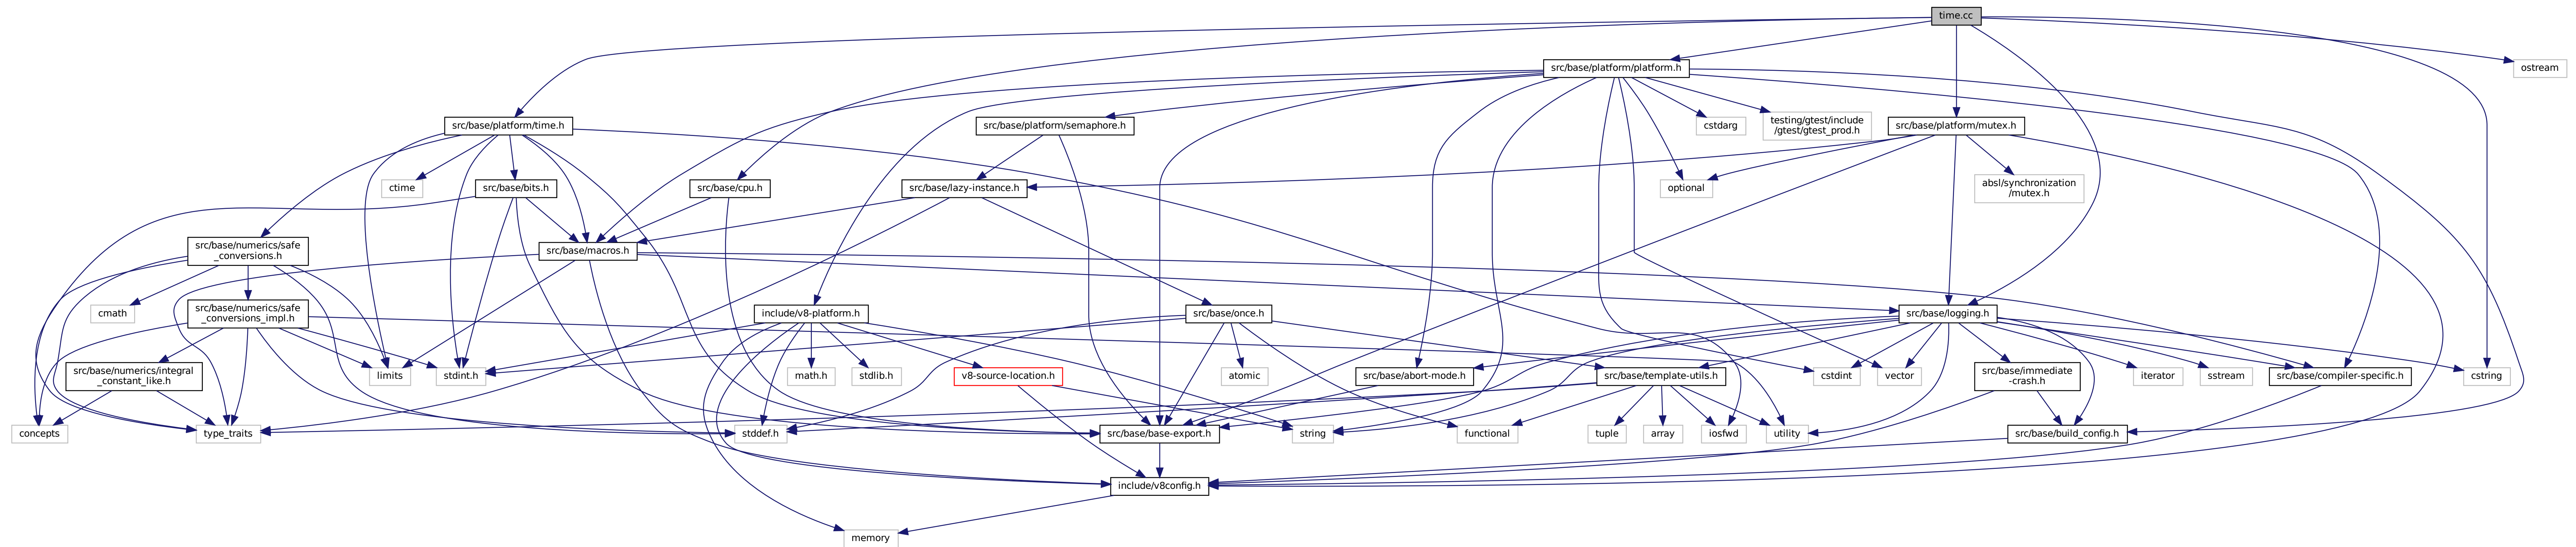 time.cc
src/base/platform/platform.h
ostream
src/base/platform/time.h
src/base/platform/semaphore.h
cstdarg
testing/gtest/include
/gtest/gtest_prod.h
src/base/platform/mutex.h
ctime
src/base/bits.h
src/base/cpu.h
src/base/lazy-instance.h
optional
absl/synchronization
/mutex.h
src/base/numerics/safe
_conversions.h
src/base/macros.h
cmath
src/base/numerics/safe
_conversions_impl.h
include/v8-platform.h
src/base/once.h
src/base/logging.h
src/base/numerics/integral
_constant_like.h
limits
stdint.h
math.h
stdlib.h
v8-source-location.h
atomic
src/base/abort-mode.h
src/base/template-utils.h
cstdint
vector
src/base/immediate
-crash.h
iterator
sstream
src/base/compiler-specific.h
cstring
concepts
type_traits
stddef.h
src/base/base-export.h
string
functional
tuple
array
iosfwd
utility
src/base/build_config.h
include/v8config.h
memory